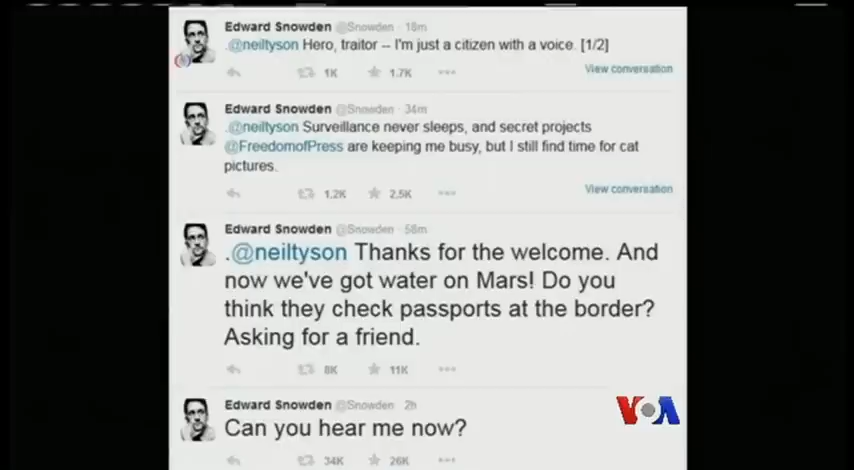 Edward Snowden @Snowden · 18m
.@neiltyson Hero, traitor -- I'm just a citizen with a voice. [1/2]
1K 1.7K
View conversation
Edward Snowden @Snowden · 34m
.@neiltyson Surveillance never sleeps, and secret projects
@FreedomofPress are keeping me busy, but I still find time for cat
pictures.
1.2K 2.5K
View conversation
Edward Snowden @Snowden · 58m
.@neiltyson Thanks for the welcome. And
now we've got water on Mars! Do you
think they check passports at the border?
Asking for a friend.
8K 11K
Edward Snowden @Snowden 2h
VOA
Can you hear me now?
34K 26K